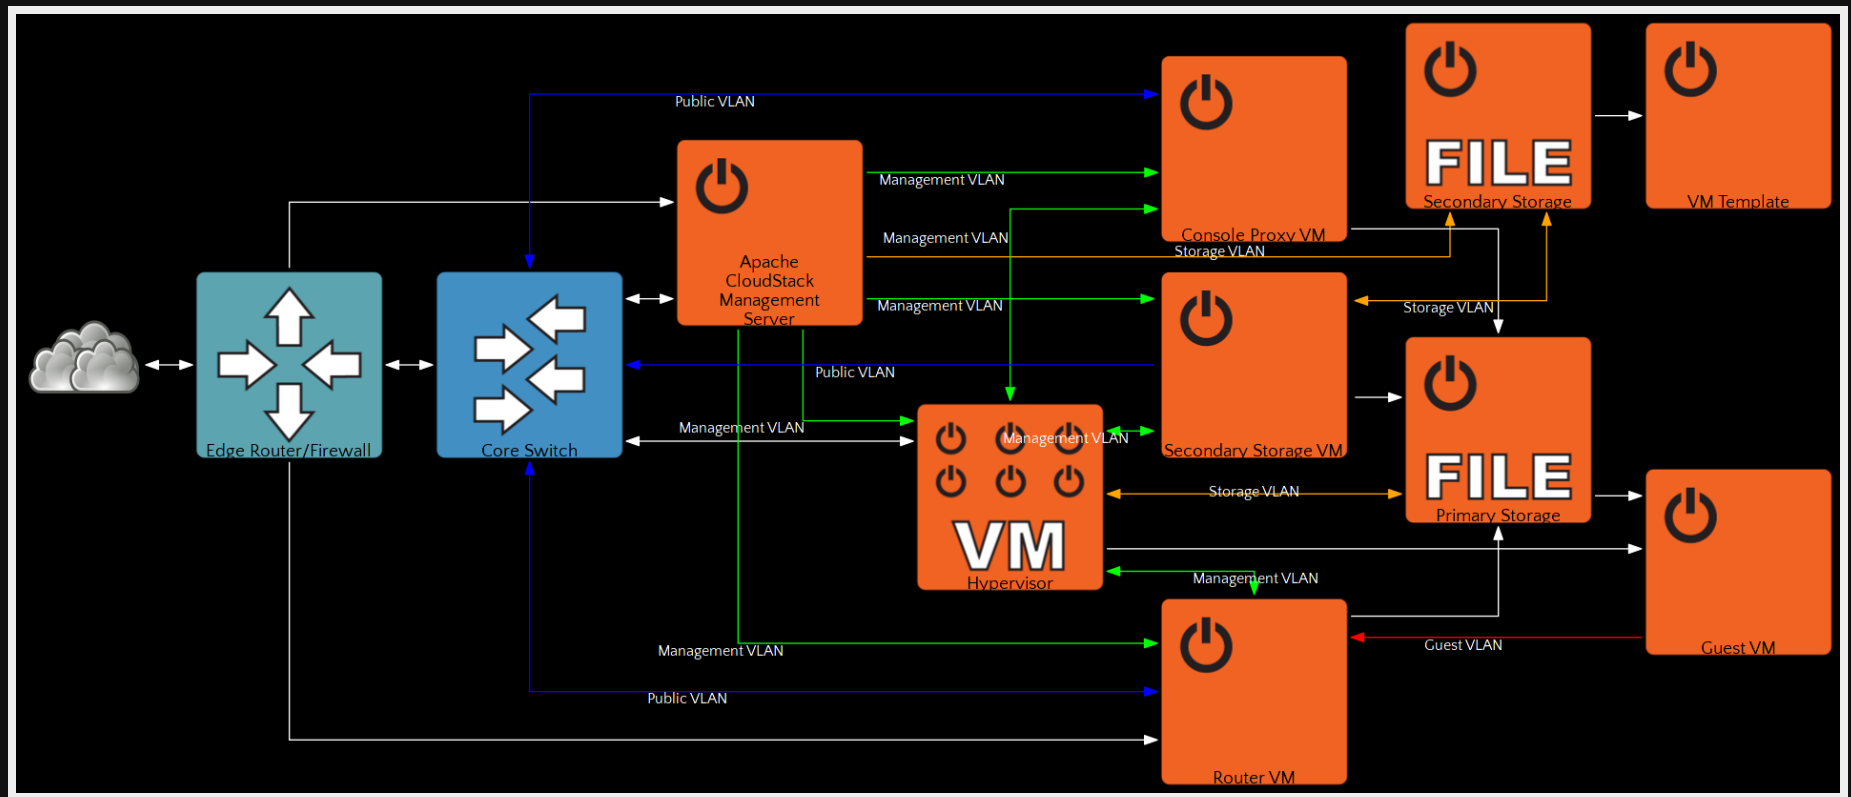 Public VLAN
Management VLAN
Management VLAN
Storage VLAN
Management VLAN
Public VLAN
Management VLAN
Management VLAN
Storage VLAN
Storage VLAN
Management VLAN
Management VLAN
Guest VLAN
Public VLAN
Edge Router/Firewall
Core Switch
Apache
CloudStack
Management
Server
Console Proxy VM
FILE
Secondary Storage
VM Template
Secondary Storage VM
VM
Hypervisor
FILE
Primary Storage
Guest VM
Router VM